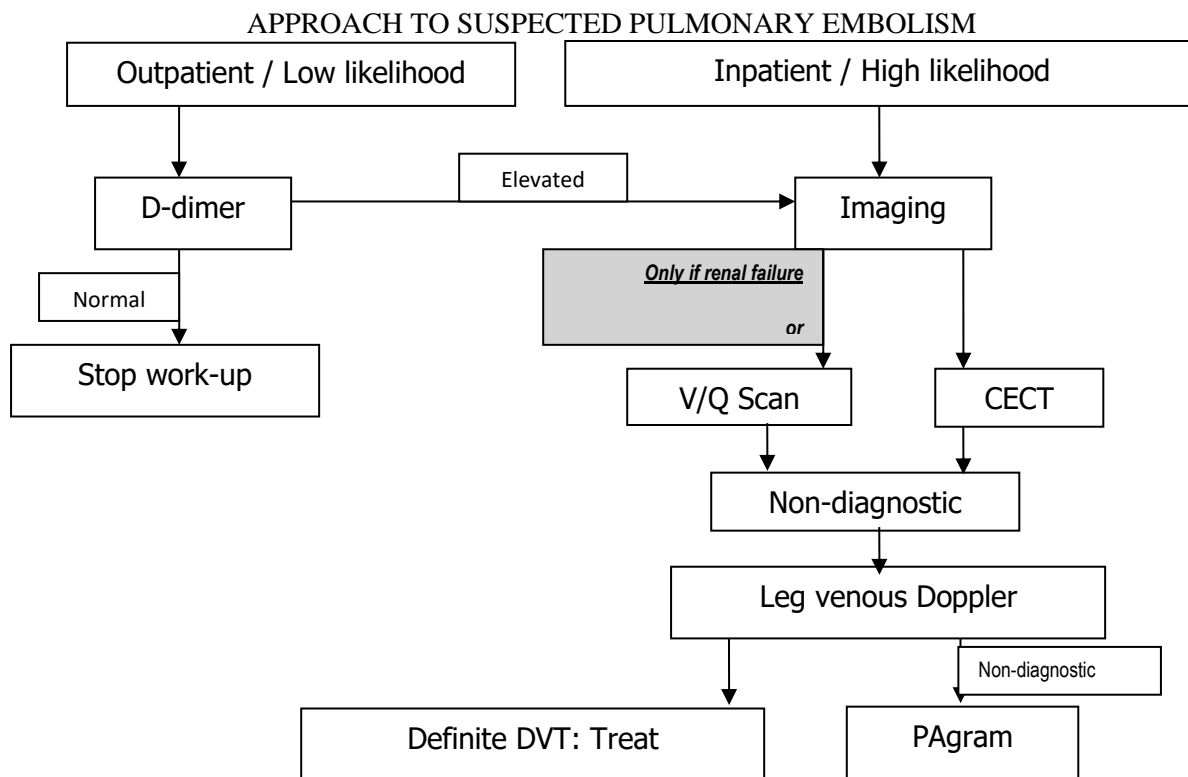 APPROACH TO SUSPECTED PULMONARY EMBOLISM
Outpatient / Low likelihood
Inpatient / High likelihood
Elevated
D-dimer
Imaging
Only if renal failure
or
Normal
Stop work-up
V/Q Scan
CECT
Non-diagnostic
Leg venous Doppler
Non-diagnostic
Definite DVT: Treat
PAgram